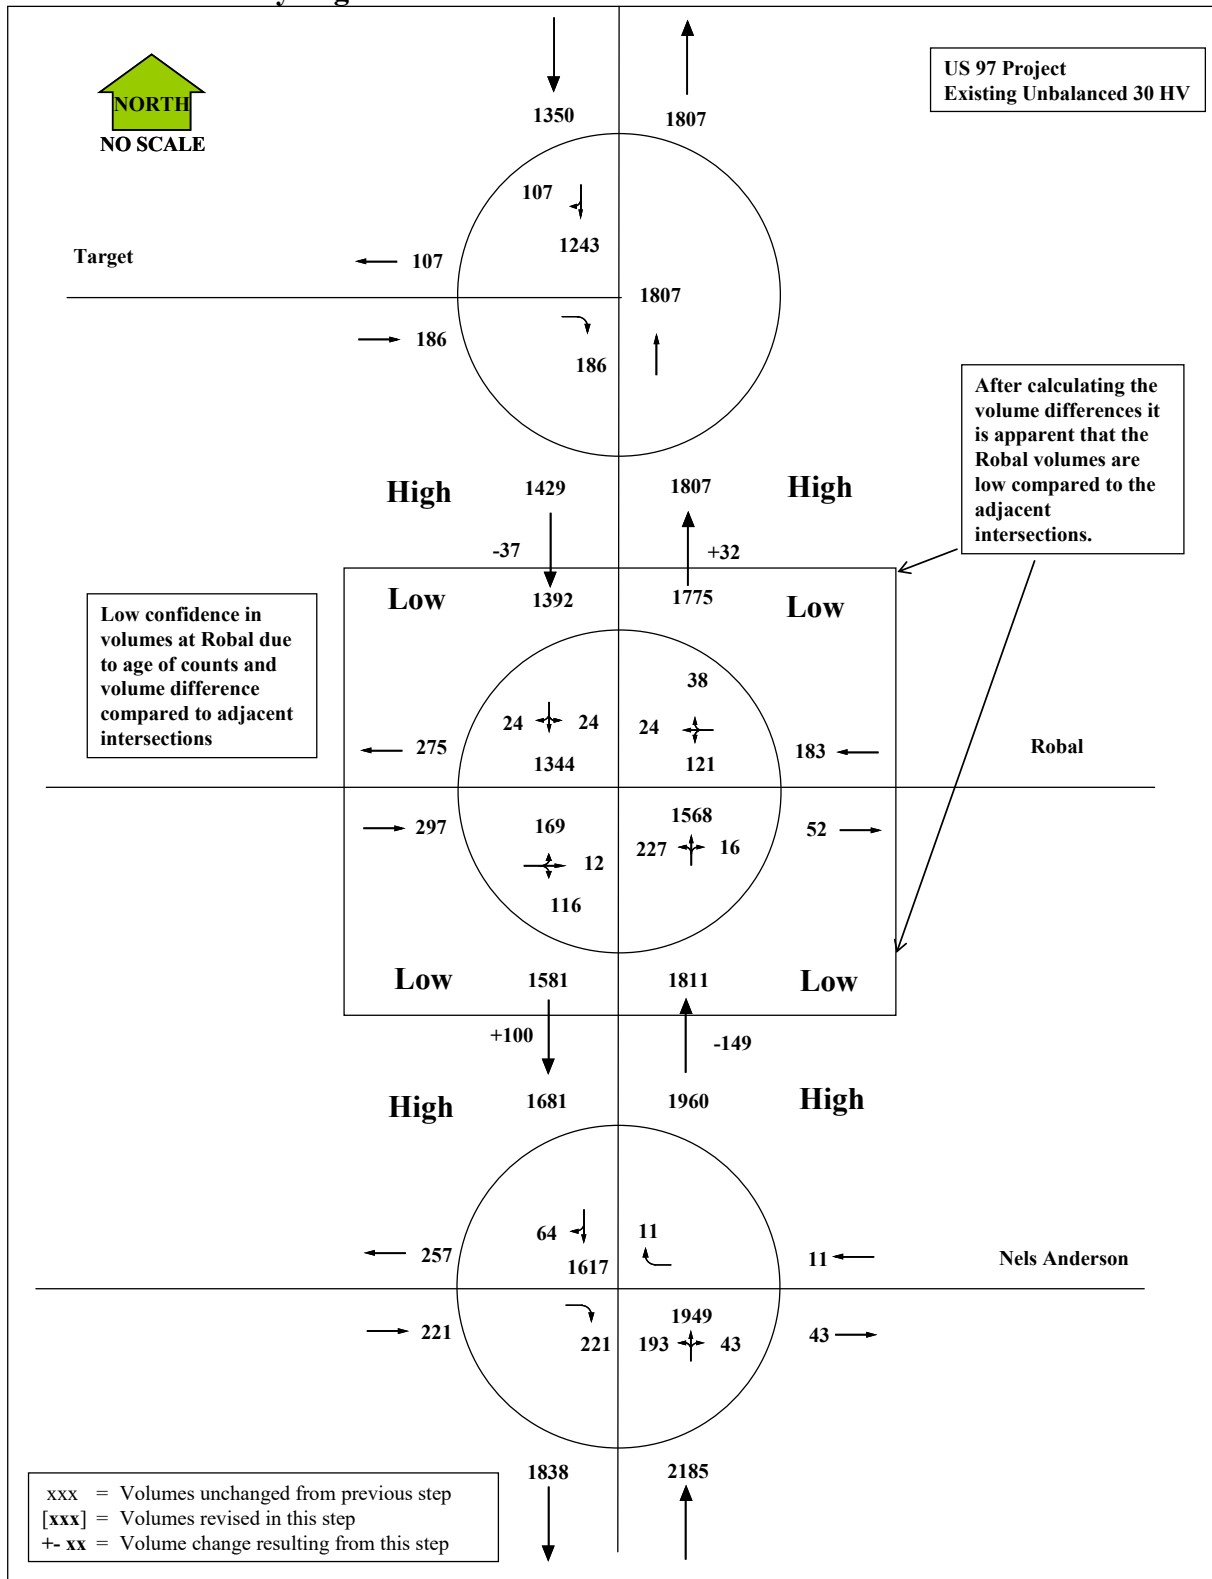 1350
1807
US 97 Project
Existing Unbalanced 30 HV
NORTH
NO SCALE
107
1243
Target
107
1807
186
186
High
1429
1807
High
-37
+32
After calculating the
volume differences it
is apparent that the
Robal volumes are
low compared to the
adjacent
intersections.
Low
1392
1775
Low
Low confidence in
volumes at Robal due
to age of counts and
volume difference
compared to adjacent
intersections
38
24
24
24
275
183
Robal
1344
121
297
169
1568
52
12
227
16
116
Low
1581
1811
Low
+100
-149
High
1681
1960
High
64
11
257
11
Nels Anderson
1617
221
1949
43
221
193
43
1838
2185
xxx = Volumes unchanged from previous step
[xxx] = Volumes revised in this step
+- xx = Volume change resulting from this step